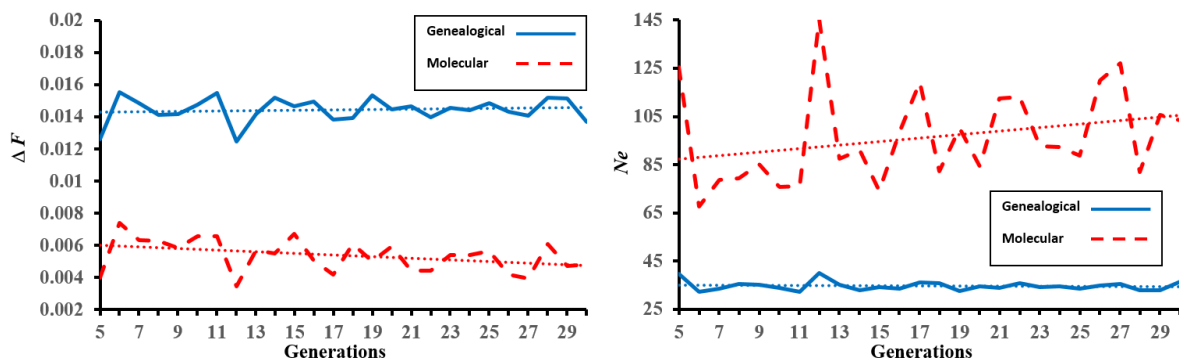 0.02
0.018
0.016
0.014
0.012
0.01
0.008
0.006
0.004
0.002
Δ F
Genealogical
Molecular
5 7 9 11 13 15 17 19 21 23 25 27 29
Generations
145
125
105
85
65
45
25
Ne
Genealogical
Molecular
5 7 9 11 13 15 17 19 21 23 25 27 29
Generations